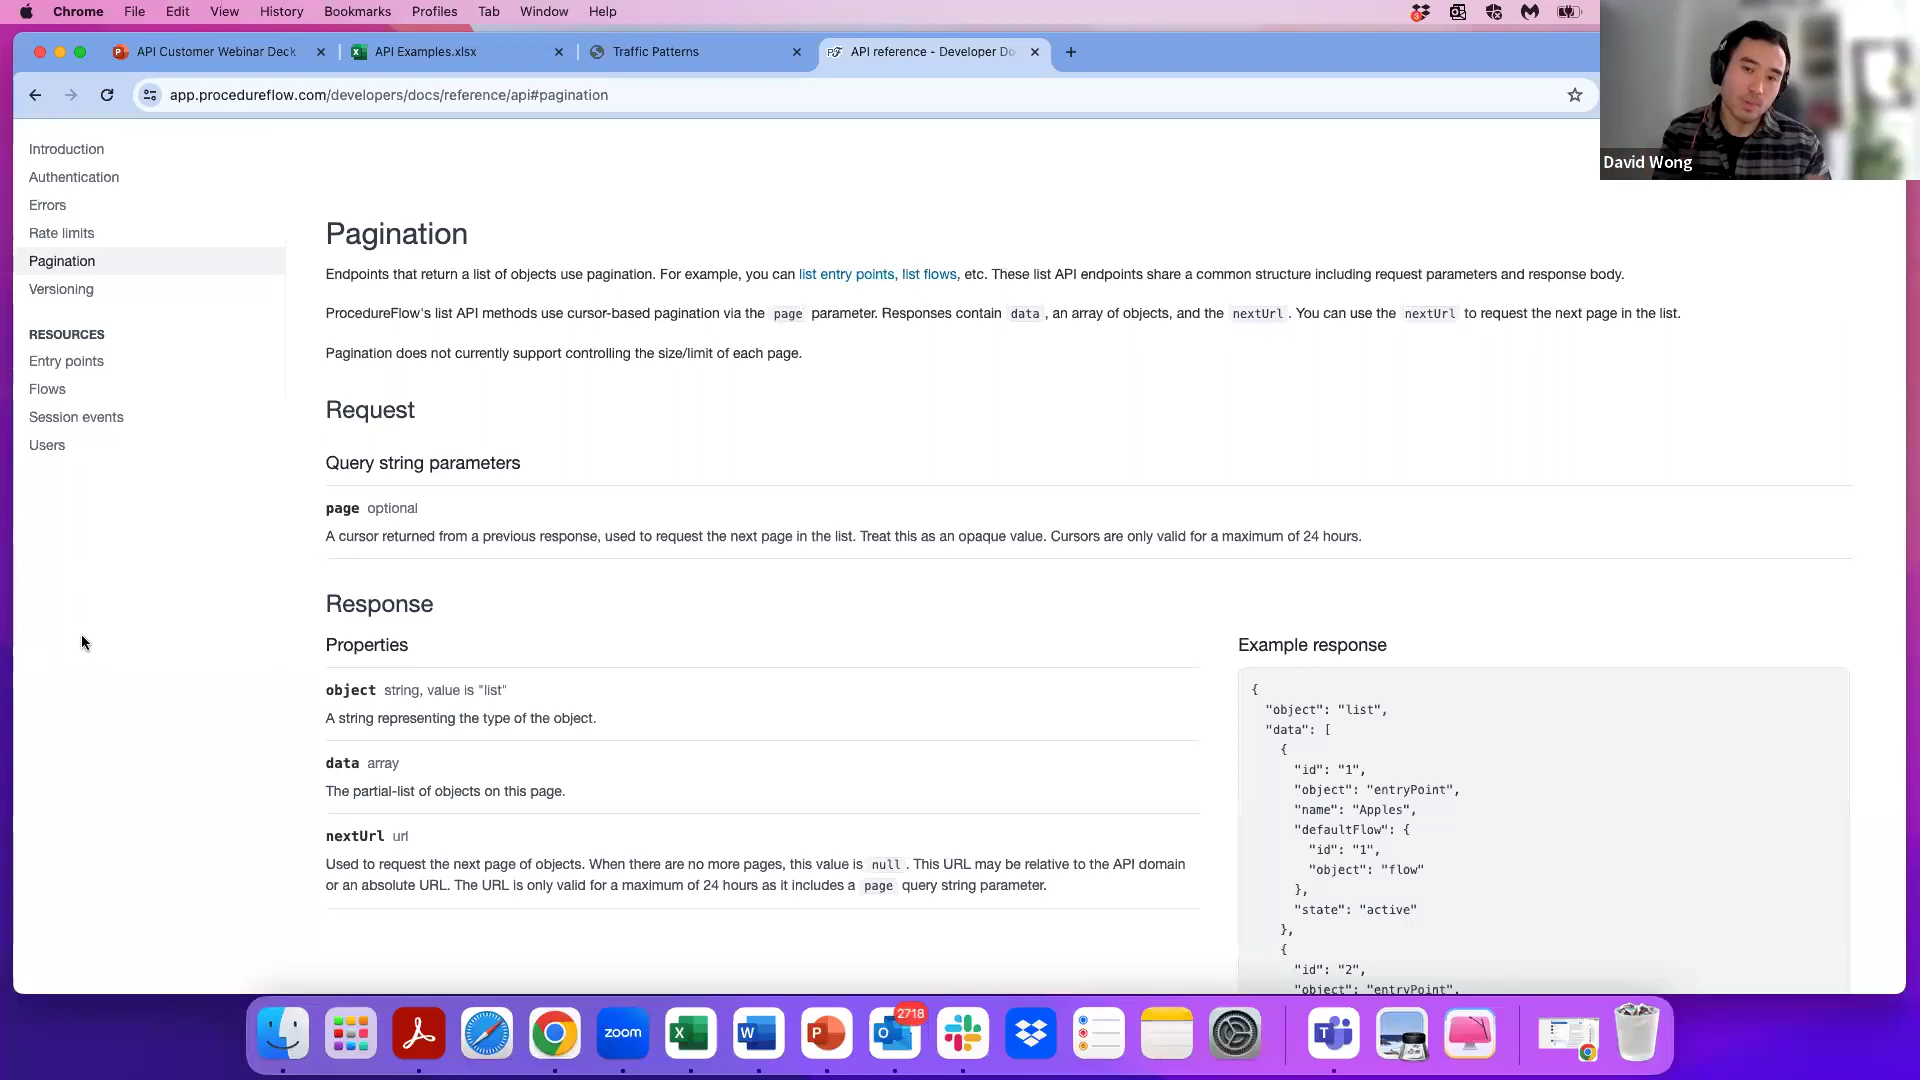 Chrome File Edit View History Bookmarks Profiles Tab Window Help
3
API Customer Webinar Deck
API Examples.xlsx
Traffic Patterns
API reference - Developer Do
app.procedureflow.com/developers/docs/reference/api#pagination
David Wong
Introduction
Authentication
Errors
Rate limits
Pagination
Versioning
RESOURCES
Entry points
Flows
Session events
Users
Pagination
Endpoints that return a list of objects use pagination. For example, you can list entry points, list flows, etc. These list API endpoints share a common structure including request parameters and response body.
ProcedureFlow's list API methods use cursor-based pagination via the page parameter. Responses contain data, an array of objects, and the nextUrl. You can use the nextUrl to request the next page in the list.
Pagination does not currently support controlling the size/limit of each page.
Request
Query string parameters
page optional
A cursor returned from a previous response, used to request the next page in the list. Treat this as an opaque value. Cursors are only valid for a maximum of 24 hours.
Response
Properties
object string, value is "list"
A string representing the type of the object.
data array
The partial-list of objects on this page.
nextUrl url
Used to request the next page of objects. When there are no more pages, this value is null. This URL may be relative to the API domain
or an absolute URL. The URL is only valid for a maximum of 24 hours as it includes a page query string parameter.
Example response
{
"object": "list",
"data": [
{
"id": "1",
"object": "entryPoint",
"name": "Apples",
"defaultFlow": {
"id": "1",
"object": "flow"
},
"state": "active"
},
{
"id": "2",
"object": "entryPoint",
2718
zoom